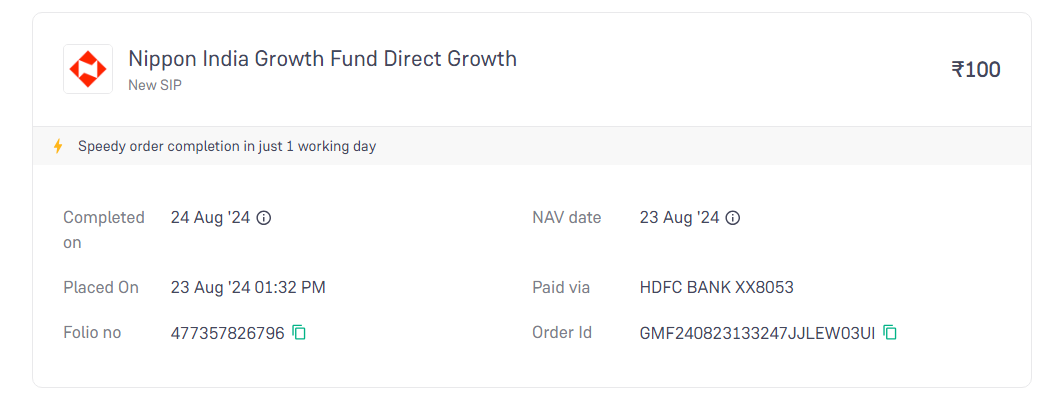 Nippon India Growth Fund Direct Growth
New SIP
₹100
Speedy order completion in just 1 working day
Completed on
24 Aug '24
NAV date
23 Aug '24
Placed On
23 Aug '24 01:32 PM
Paid via
HDFC BANK XX8053
Folio no
477357826796
Order Id
GMF240823133247JJLEW03UI